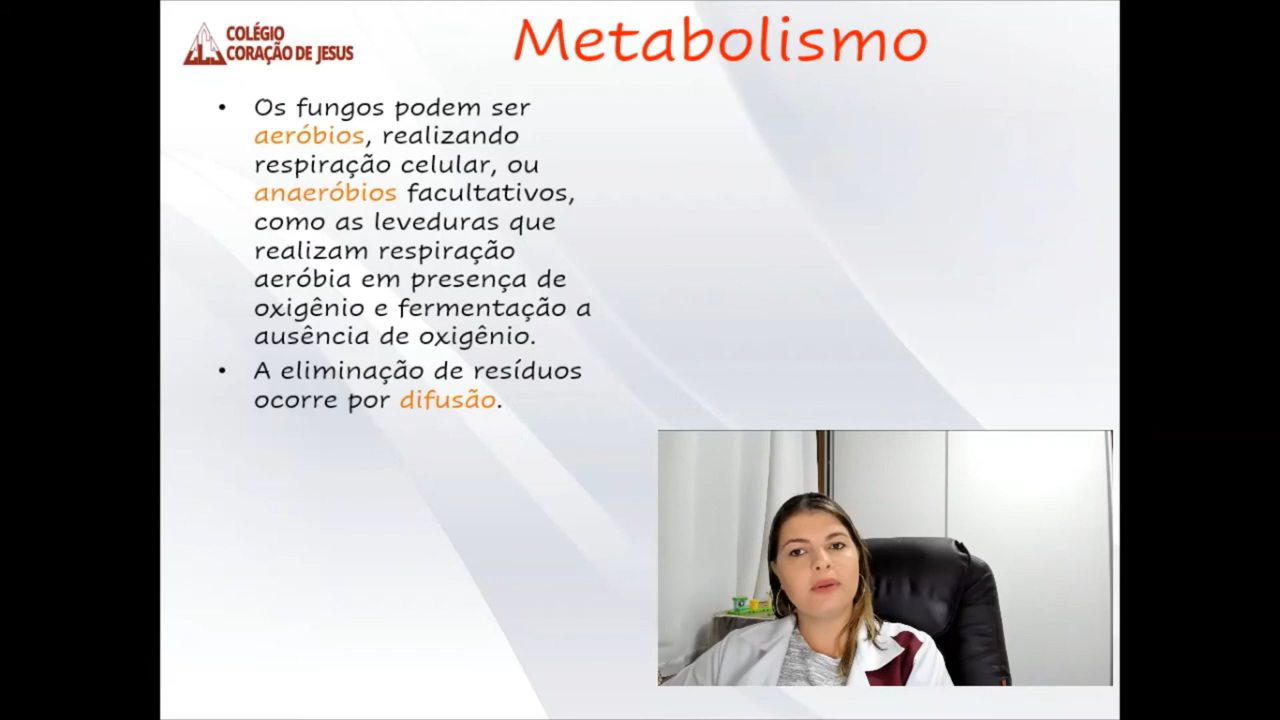 COLÉGIO
CORAÇÃO DE JESUS
Metabolismo
• Os fungos podem ser
aeróbios, realizando
respiração celular, ou
anaeróbios facultativos,
como as leveduras que
realizam respiração
aeróbia em presença de
oxigênio e fermentação a
ausência de oxigênio.
• A eliminação de resíduos
ocorre por difusão.